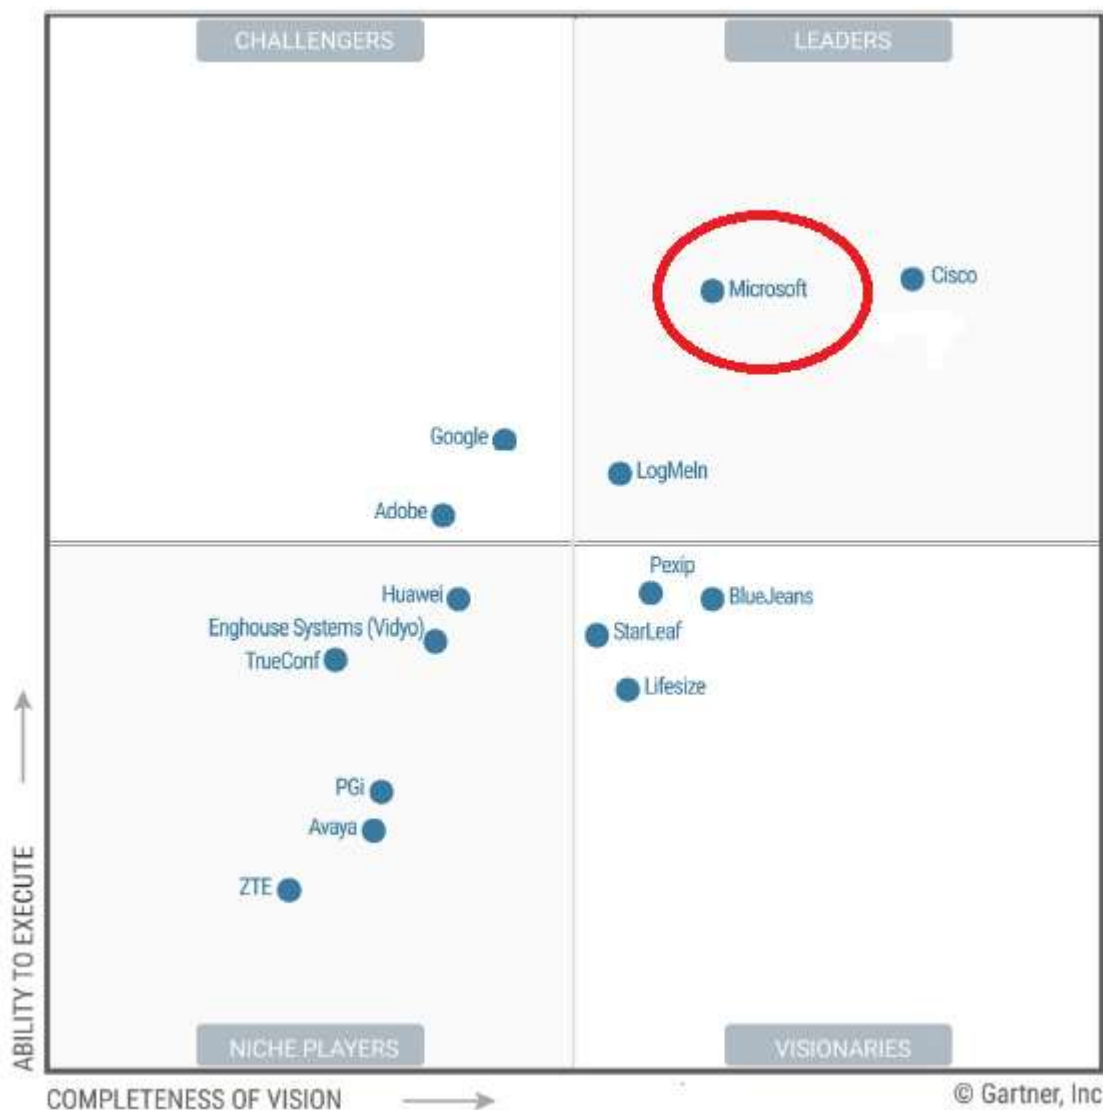 CHALLENGERS
LEADERS
Cisco
Microsoft
Google
LogMeIn
Adobe
Pexip
Huawei
BlueJeans
Enghouse Systems (Vidyo)
StarLeaf
TrueConf
Lifesize
PGi
Avaya
ZTE
ABILITY TO EXECUTE
NICHE PLAYERS
VISIONARIES
COMPLETENESS OF VISION
© Gartner, Inc